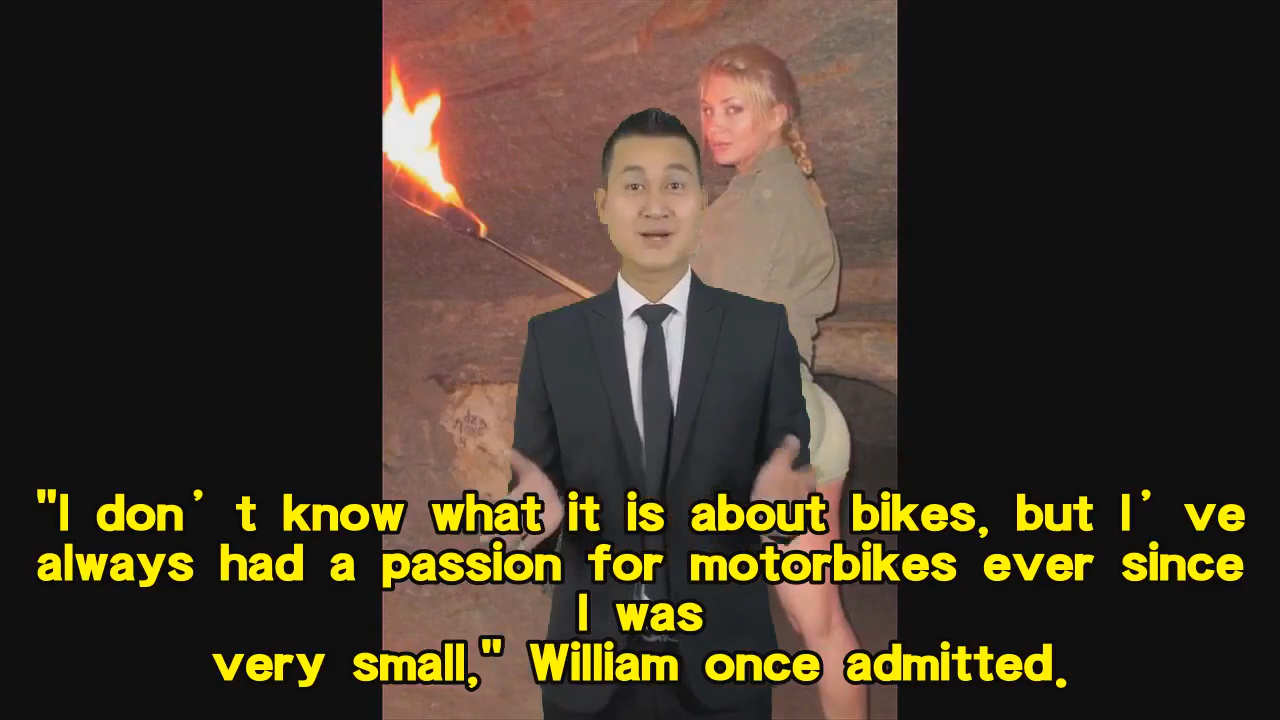 "I don’t know what it is about bikes, but I’ve
always had a passion for motorbikes ever since
I was
very small," William once admitted.